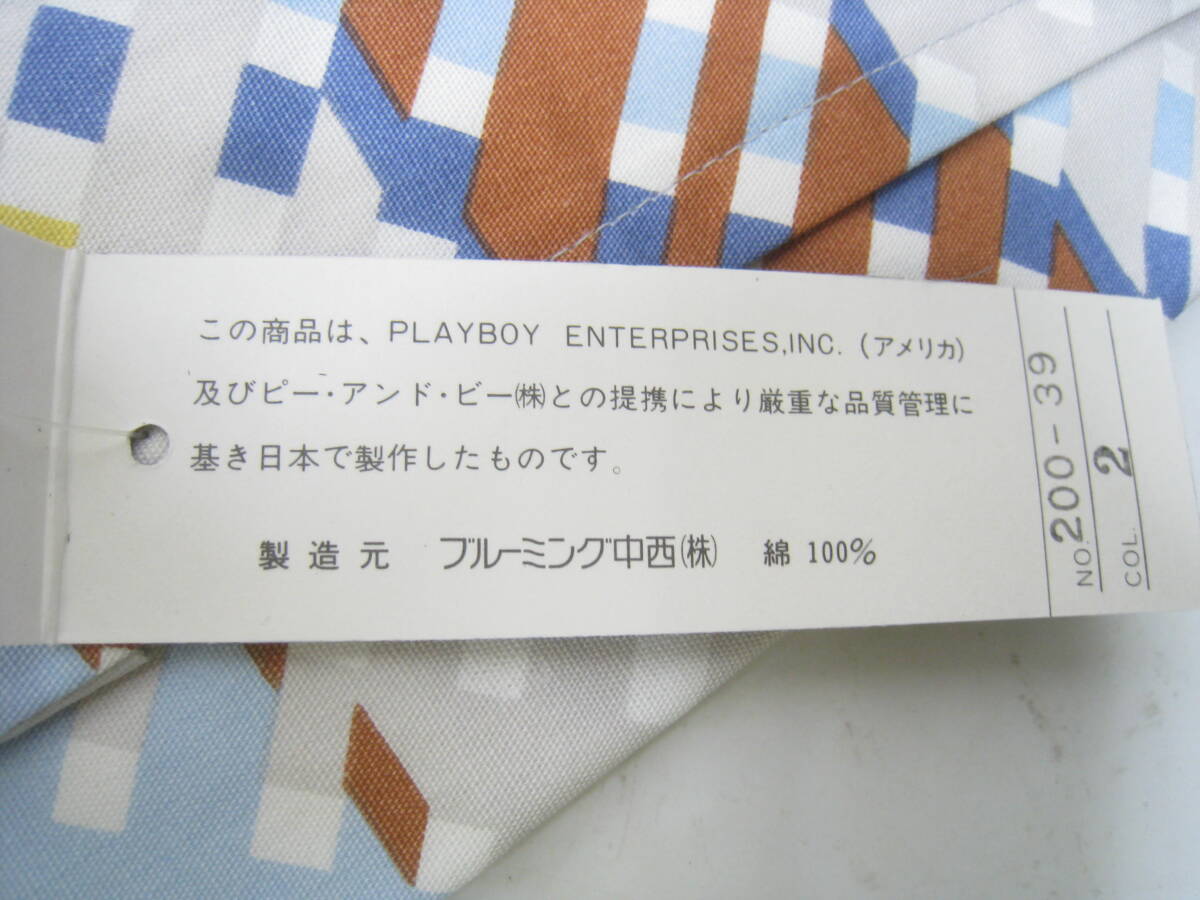 この商品は、PLAYBOY ENTERPRISES,INC.(アメリカ)
及びピー・アンド・ビー㈱との提携により厳重な品質管理に
基き日本で製作したものです。
製造元 ブルーミング中西(株) 綿 100%
NO. 200-39
COL. 2